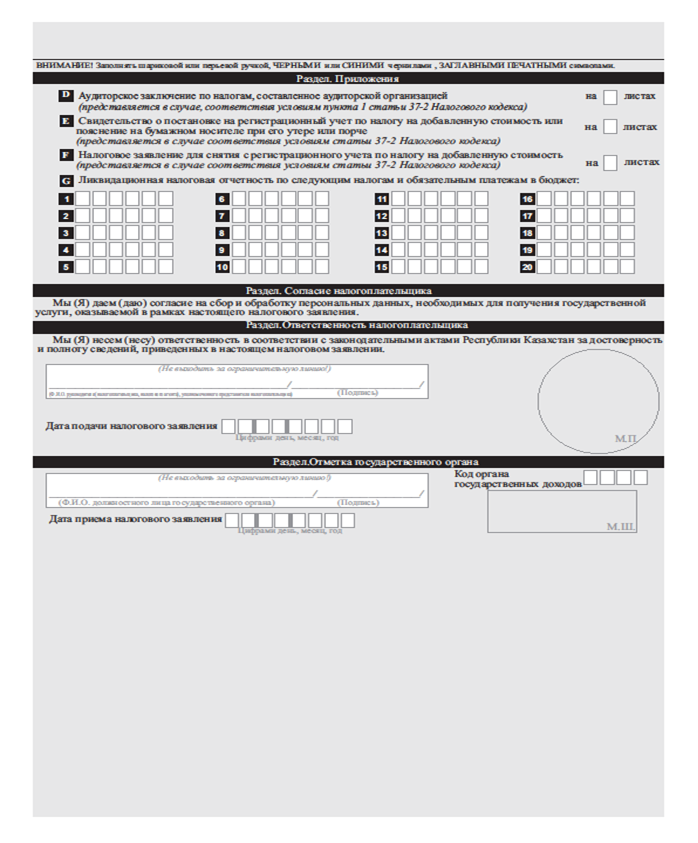 ВНИМАНИЕ! Заполнять шариковой или перьевой ручкой, ЧЕРНЫМИ или СИНИМИ чернилами , ЗАГЛАВНЫМИ ПЕЧАТНЫМИ символами.
Раздел. Приложения
D Аудиторское заключение по налогам, составленное аудиторской организацией на листах
(представляется в случае, соответствия условиям пункта 1 статьи 37-2 Налогового кодекса)
E Свидетельство о постановке на регистрационный учет по налогу на добавленную стоимость или
пояснение на бумажном носителе при его утере или порче на листах
(представляется в случае соответствия условиям статьи 37-2 Налогового кодекса)
F Налоговое заявление для снятия с регистрационного учета по налогу на добавленную стоимость
(представляется в случае соответствия условиям статьи 37-2 Налогового кодекса) на листах
G Ликвидационная налоговая отчетность по следующим налогам и обязательным платежам в бюджет:
1 6 11 16
2 7 12 17
3 8 13 18
4 9 14 19
5 10 15 20
Раздел. Согласие налогоплательщика
Мы (Я) даем (даю) согласие на сбор и обработку персональных данных, необходимых для получения государственной
услуги, оказываемой в рамках настоящего налогового заявления.
Раздел.Ответственность налогоплательщика
Мы (Я) несем (несу) ответственность в соответствии с законодательными актами Республики Казахстан за достоверность
и полноту сведений, приведенных в настоящем налоговом заявлении.
(Не выходить за ограничительную линию!)
/ /
(Подпись)
Дата подачи налогового заявления
Цифрами день, месяц, год
М.П.
Раздел.Отметка государственного органа
(Не выходить за ограничительную линию!)
/ /
(Ф.И.О. должностного лица государственного органа) (Подпись)
Код органа
государственных доходов
Дата приема налогового заявления
Цифрами день, месяц, год
М.Ш.